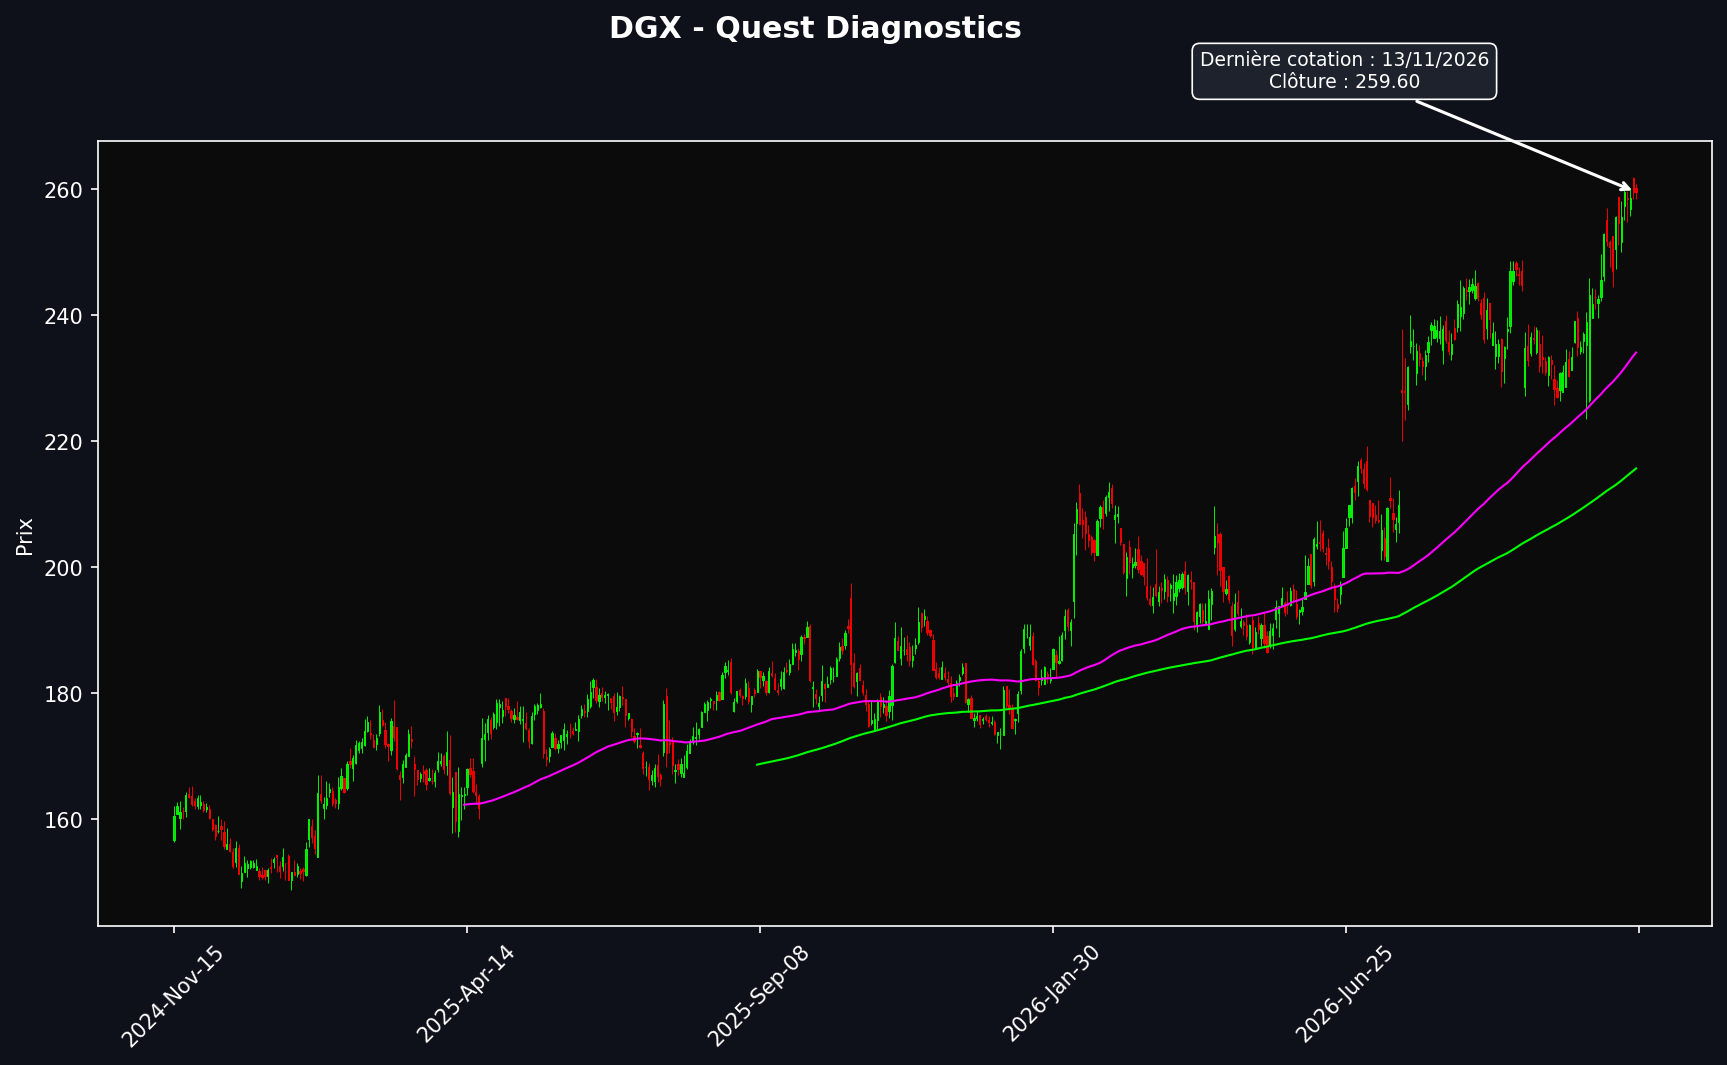 DGX - Quest Diagnostics
Dernière cotation : 13/11/2026
Clôture : 259.60
Prix
260
240
220
200
180
160
2024-Nov-15
2025-Apr-14
2025-Sep-08
2026-Jan-30
2026-Jun-25